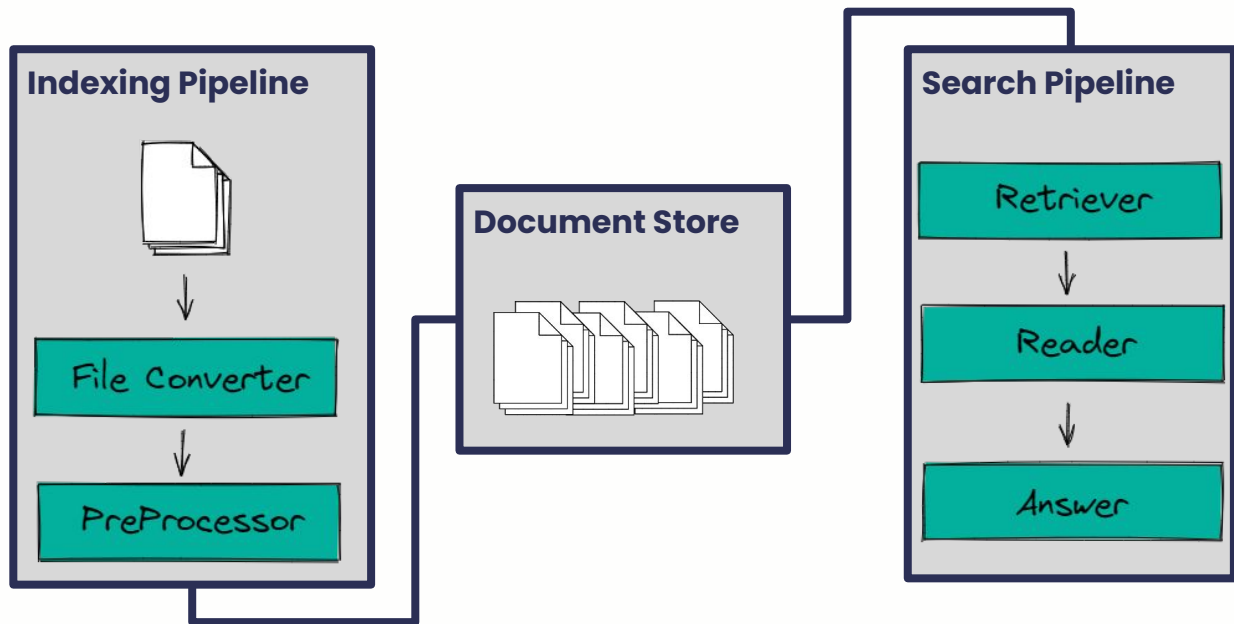 Indexing Pipeline
File Converter
PreProcessor
Document Store
Search Pipeline
Retriever
Reader
Answer